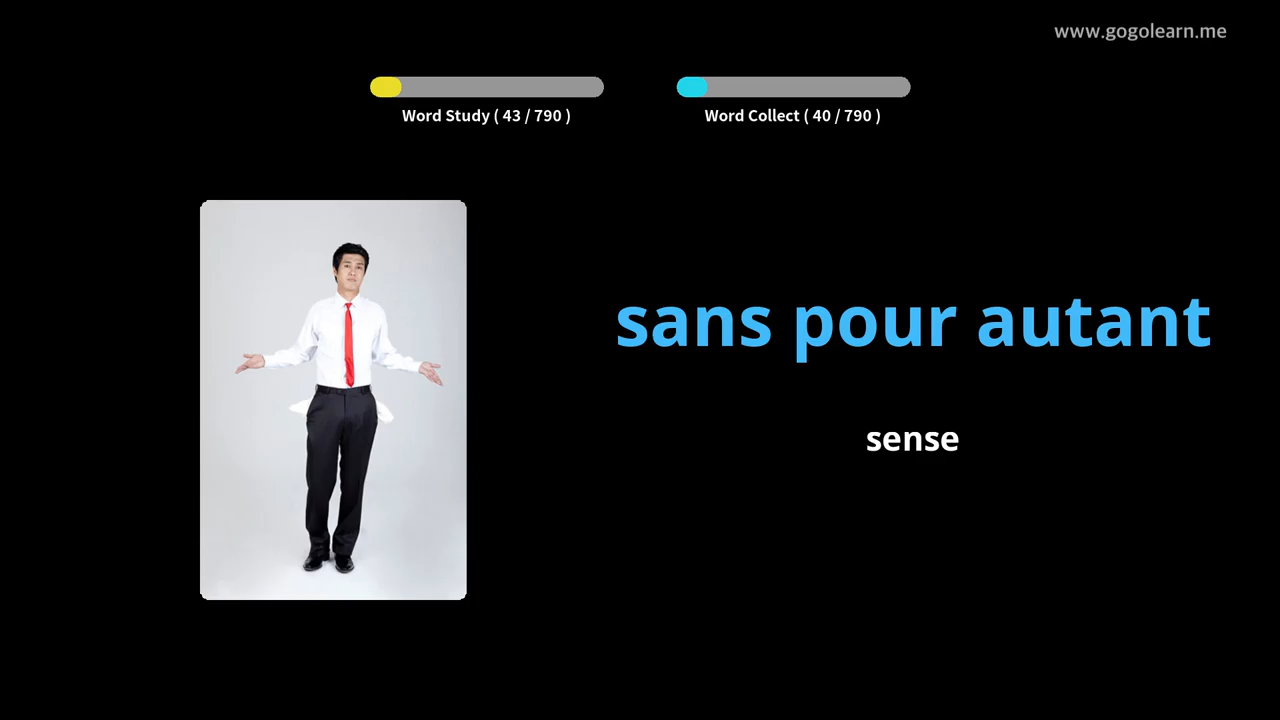 www.gogolearn.me
Word Study ( 43 / 790 )
Word Collect ( 40 / 790 )
sans pour autant
sense